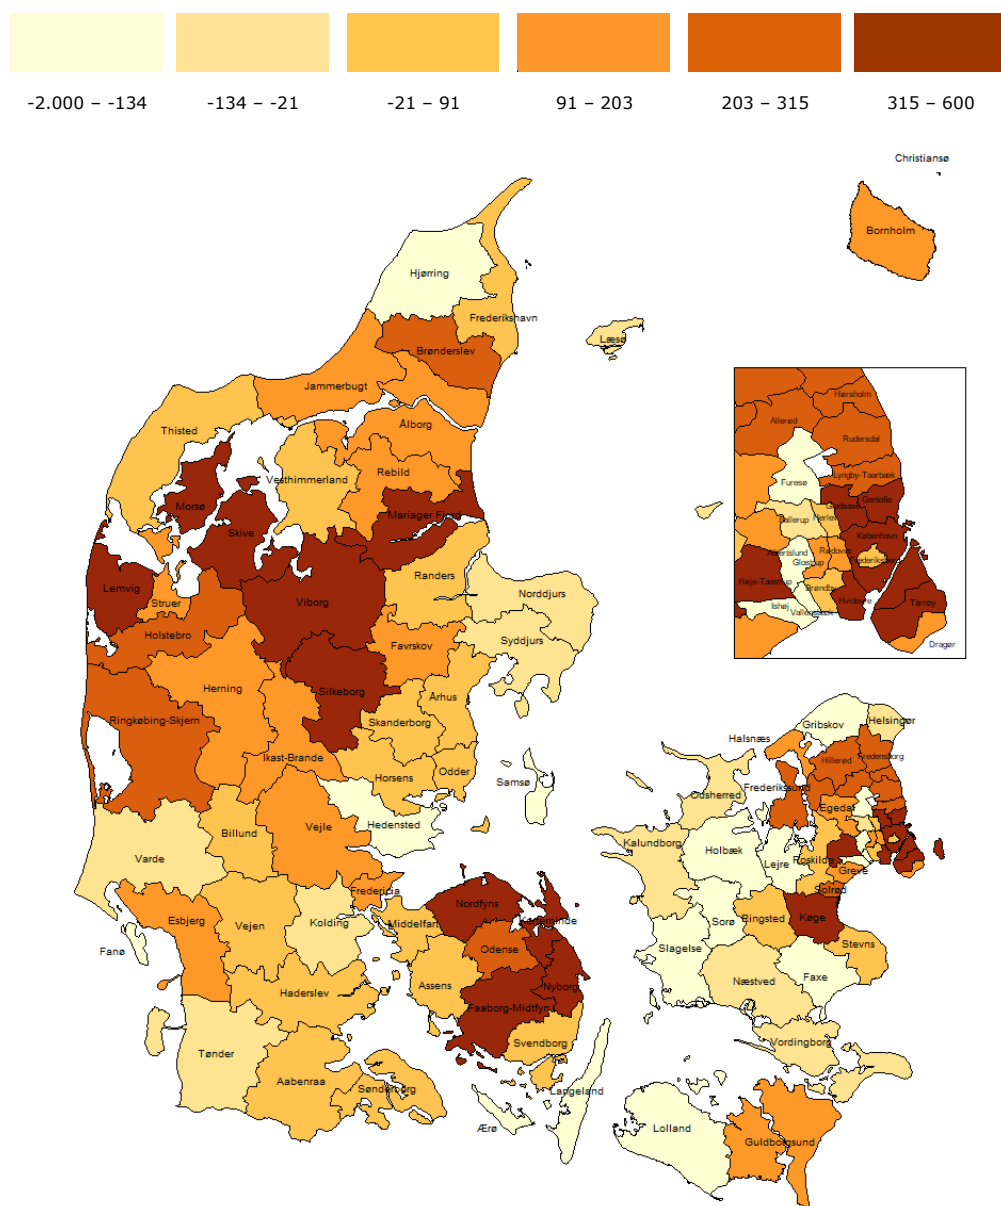 -2.000 – -134
-134 – -21
-21 – 91
91 – 203
203 – 315
315 – 600
Christiansø
Bornholm
Hjørring
Frederikshavn
Læsø
Brønderslev
Jammerbugt
Thisted
Ålborg
Vesthimmerland
Rebild
Morsø
Mariager Fjord
Skive
Lemvig
Struer
Viborg
Randers
Norddjurs
Holstebro
Favrskov
Syddjurs
Herning
Silkeborg
Århus
Ringkøbing-Skjern
Skanderborg
Ikast-Brande
Horsens
Odder
Samsø
Hedensted
Billund
Vejle
Varde
Fredericia
Esbjerg
Vejen
Kolding
Fanø
Nordfyns
Middelfart
Kerteminde
Odense
Assens
Nyborg
Haderslev
Faaborg-Midtfyn
Svendborg
Tønder
Aabenraa
Sønderborg
Langeland
Ærø
Hørsholm
Allerød
Rudersdal
Furesø
Lyngby-Taarbæk
Gladsaxe
Gentofte
Ballerup
Herlev
København
Albertslund
Rødovre
Frederiksberg
Glostrup
Høje-Taastrup
Brøndby
Hvidovre
Tårnby
Ishøj
Vallensbæk
Dragør
Gribskov
Helsingør
Halsnæs
Hillerød
Fredensborg
Frederikssund
Odsherred
Egedal
Kalundborg
Holbæk
Lejre
Roskilde
Greve
Solrød
Sorø
Ringsted
Køge
Slagelse
Stevns
Næstved
Faxe
Vordingborg
Lolland
Guldborgsund